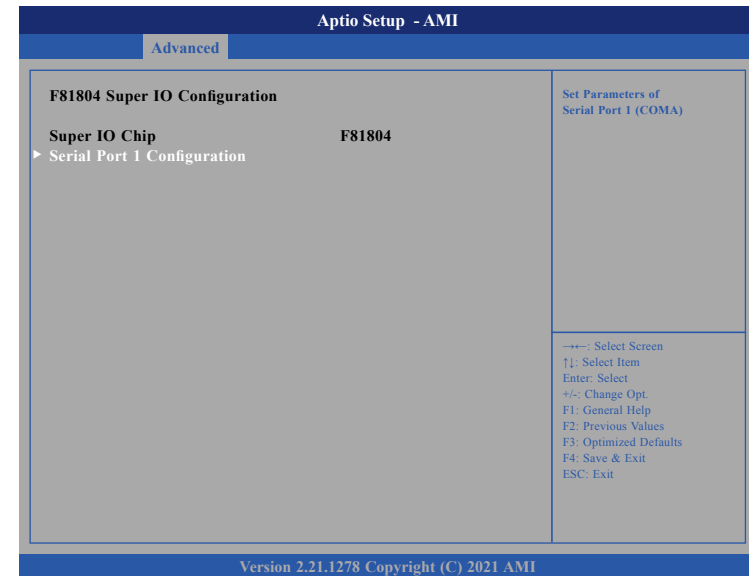 Aptio Setup - AMI
Advanced
F81804 Super IO Configuration
Super IO Chip F81804
▶ Serial Port 1 Configuration
Set Parameters of
Serial Port 1 (COMA)
→←: Select Screen
↑↓: Select Item
Enter: Select
+/-: Change Opt.
F1: General Help
F2: Previous Values
F3: Optimized Defaults
F4: Save & Exit
ESC: Exit
Version 2.21.1278 Copyright (C) 2021 AMI